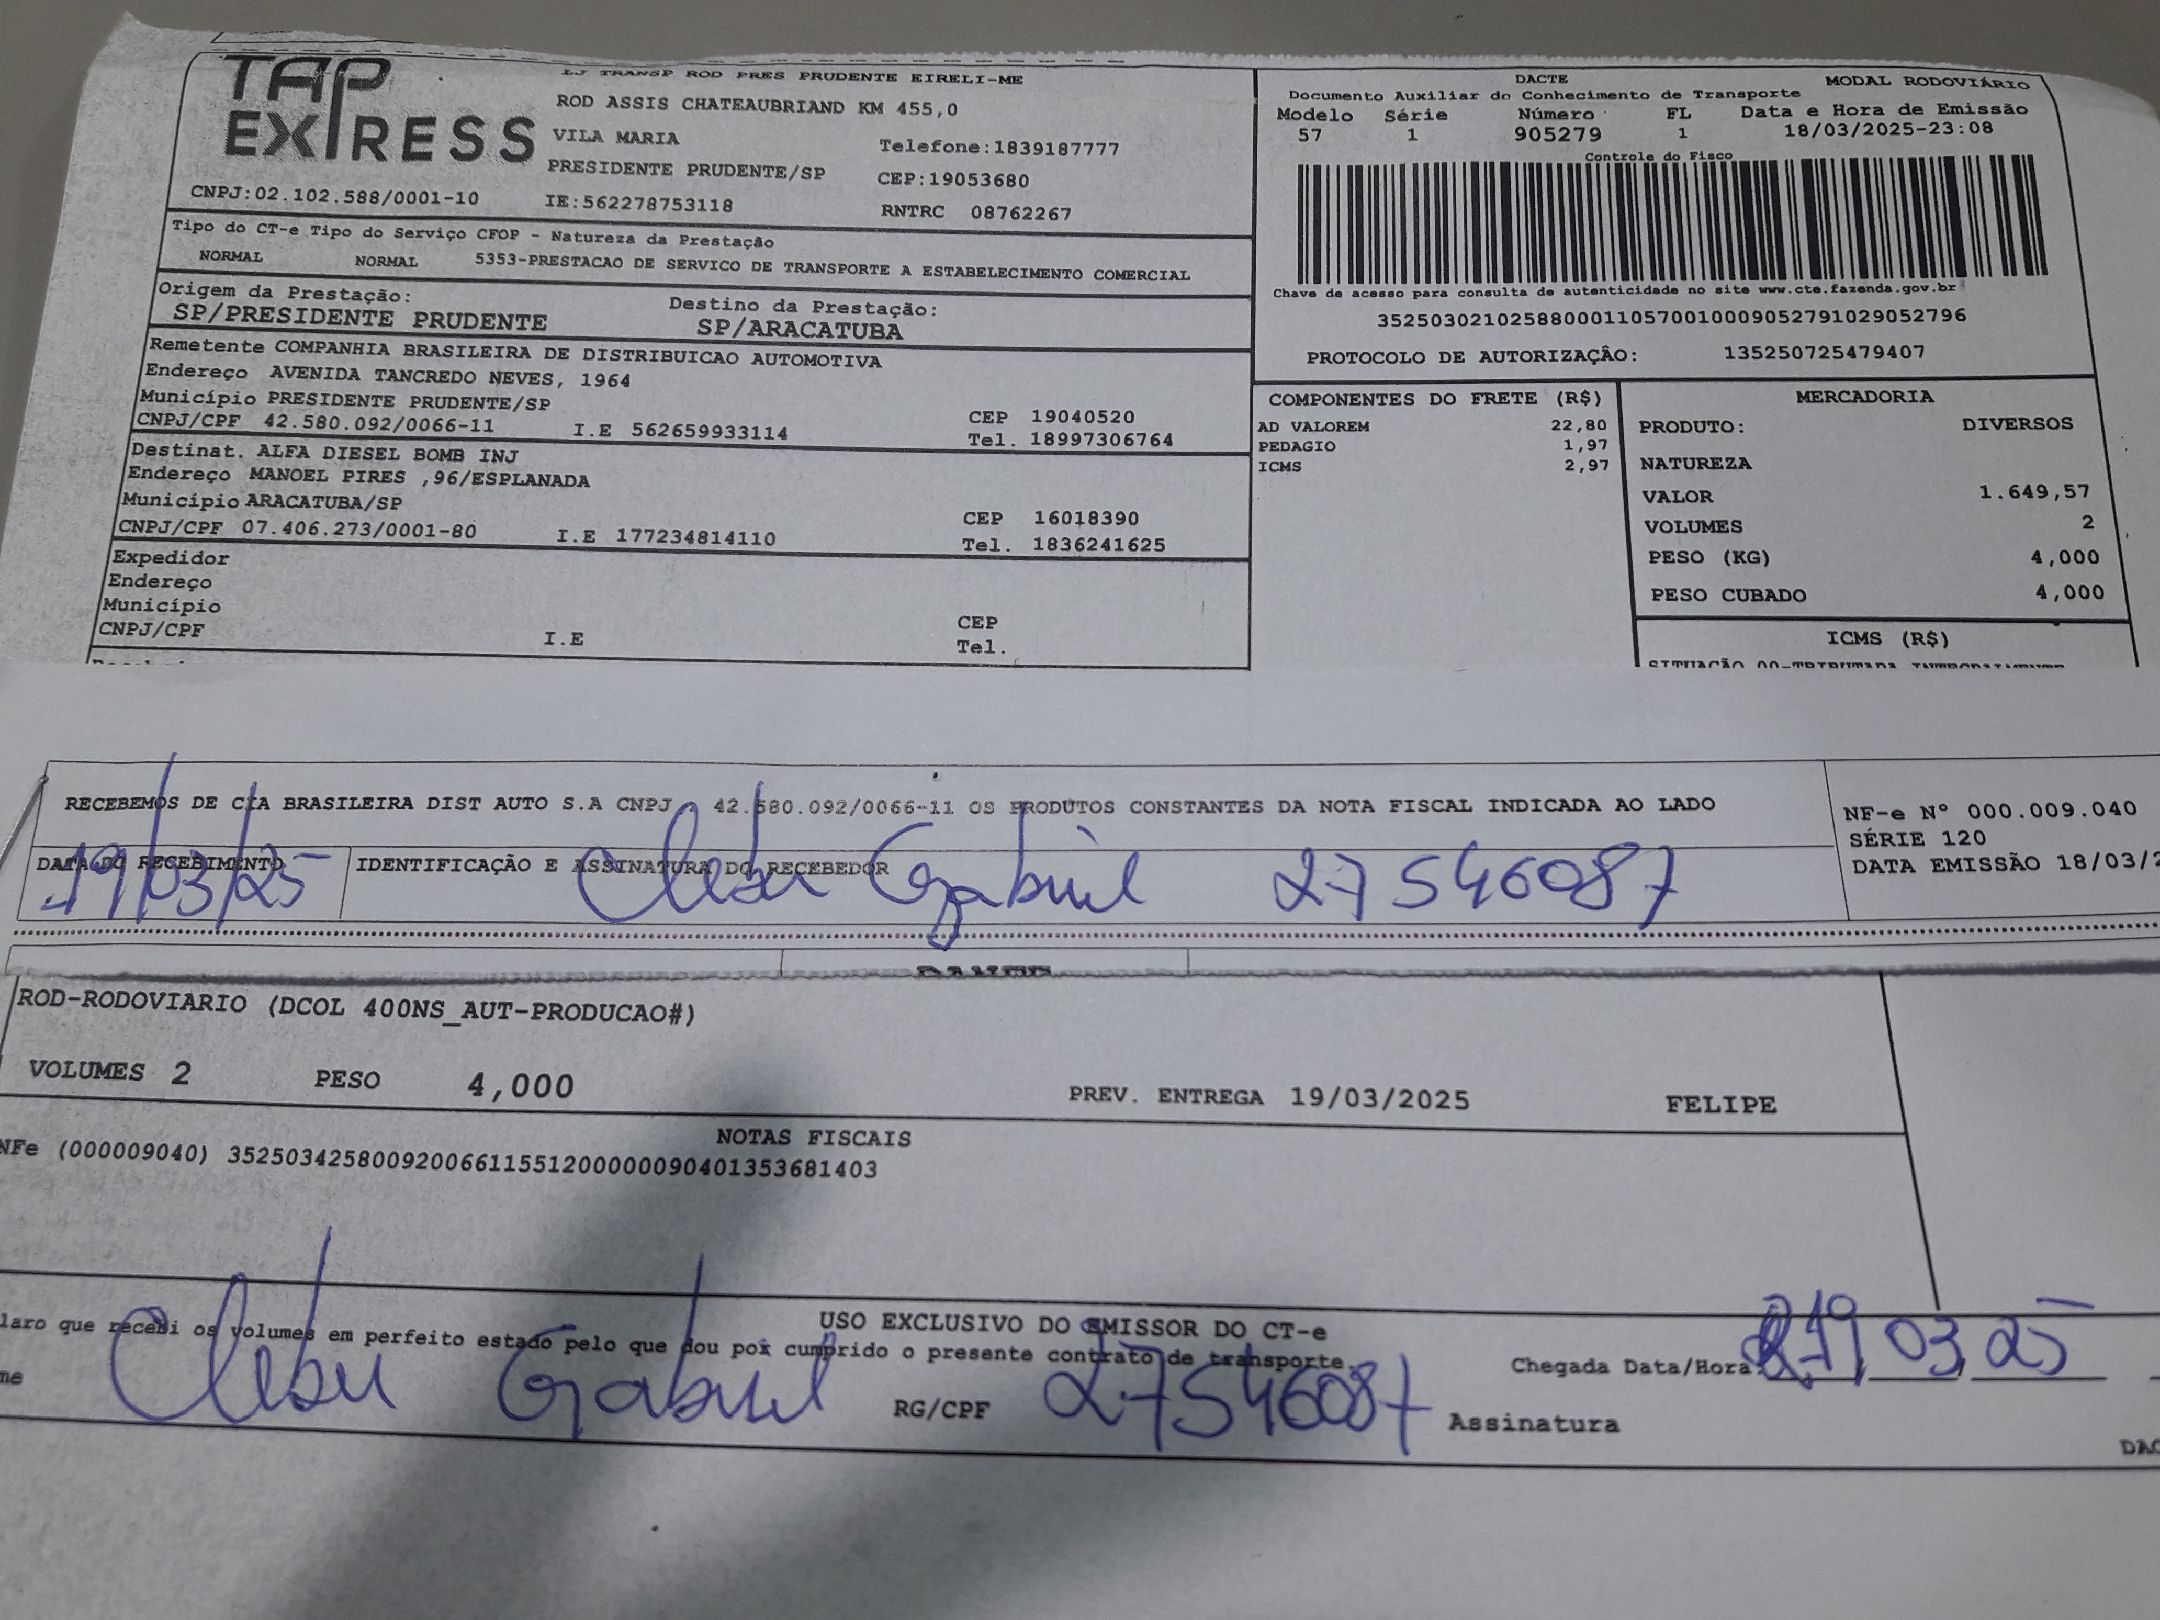 TAP EXPRESS
LJ TRANSP ROD PRES PRUDENTE EIRELI-ME
ROD ASSIS CHATEAUBRIAND KM 455,0
VILA MARIA
Telefone:1839187777
PRESIDENTE PRUDENTE/SP CEP:19053680
CNPJ:02.102.588/0001-10 IE:562278753118 RNTRC 08762267
Tipo do CT-e Tipo do Serviço CFOP - Natureza da Prestação
NORMAL NORMAL 5353-PRESTACAO DE SERVICO DE TRANSPORTE A ESTABELECIMENTO COMERCIAL
Origem da Prestação: Destino da Prestação:
SP/PRESIDENTE PRUDENTE SP/ARACATUBA
Remetente COMPANHIA BRASILEIRA DE DISTRIBUICAO AUTOMOTIVA
Endereço AVENIDA TANCREDO NEVES, 1964
Município PRESIDENTE PRUDENTE/SP CEP 19040520
CNPJ/CPF 42.580.092/0066-11 I.E 562659933114 Tel. 18997306764
Destinat. ALFA DIESEL BOMB INJ
Endereço MANOEL PIRES ,96/ESPLANADA
Município ARACATUBA/SP CEP 16018390
CNPJ/CPF 07.406.273/0001-80 I.E 177234814110 Tel. 1836241625
Expedidor
Endereço
Município CEP
CNPJ/CPF I.E Tel.
DACTE MODAL RODOVIÁRIO
Documento Auxiliar do Conhecimento de Transporte
Modelo Série Número FL Data e Hora de Emissão
57 1 905279 1 18/03/2025-23:08
Controle do Fisco
Chave de acesso para consulta de autenticidade no site www.cte.fazenda.gov.br
35250302102588000110570010009052791029052796
PROTOCOLO DE AUTORIZAÇÃO: 135250725479407
COMPONENTES DO FRETE (R$)
AD VALOREM 22,80
PEDAGIO 1,97
ICMS 2,97
MERCADORIA
PRODUTO: DIVERSOS
NATUREZA
VALOR 1.649,57
VOLUMES 2
PESO (KG) 4,000
PESO CUBADO 4,000
ICMS (R$)
SITUAÇÃO 00-TRIBUTADA INTEGRALMENTE
RECEBEMOS DE CIA BRASILEIRA DIST AUTO S.A CNPJ 42.580.092/0066-11 OS PRODUTOS CONSTANTES DA NOTA FISCAL INDICADA AO LADO
DATA DO RECEBIMENTO IDENTIFICAÇÃO E ASSINATURA DO RECEBEDOR
19/03/25 Gabriel 27546087
NF-e Nº 000.009.040
SÉRIE 120
DATA EMISSÃO 18/03/2
DANFE
ROD-RODOVIARIO (DCOL 400NS_AUT-PRODUCAO#)
VOLUMES 2 PESO 4,000 PREV. ENTREGA 19/03/2025 FELIPE
NOTAS FISCAIS
NFe (000009040) 35250342580092006611551200000090401353681403
USO EXCLUSIVO DO EMISSOR DO CT-e
laro que recebi os volumes em perfeito estado pelo que dou por cumprido o presente contrato de transporte.
Chegada Data/Hora 19 03 25
me Gabriel RG/CPF 27546087 Assinatura
DAC